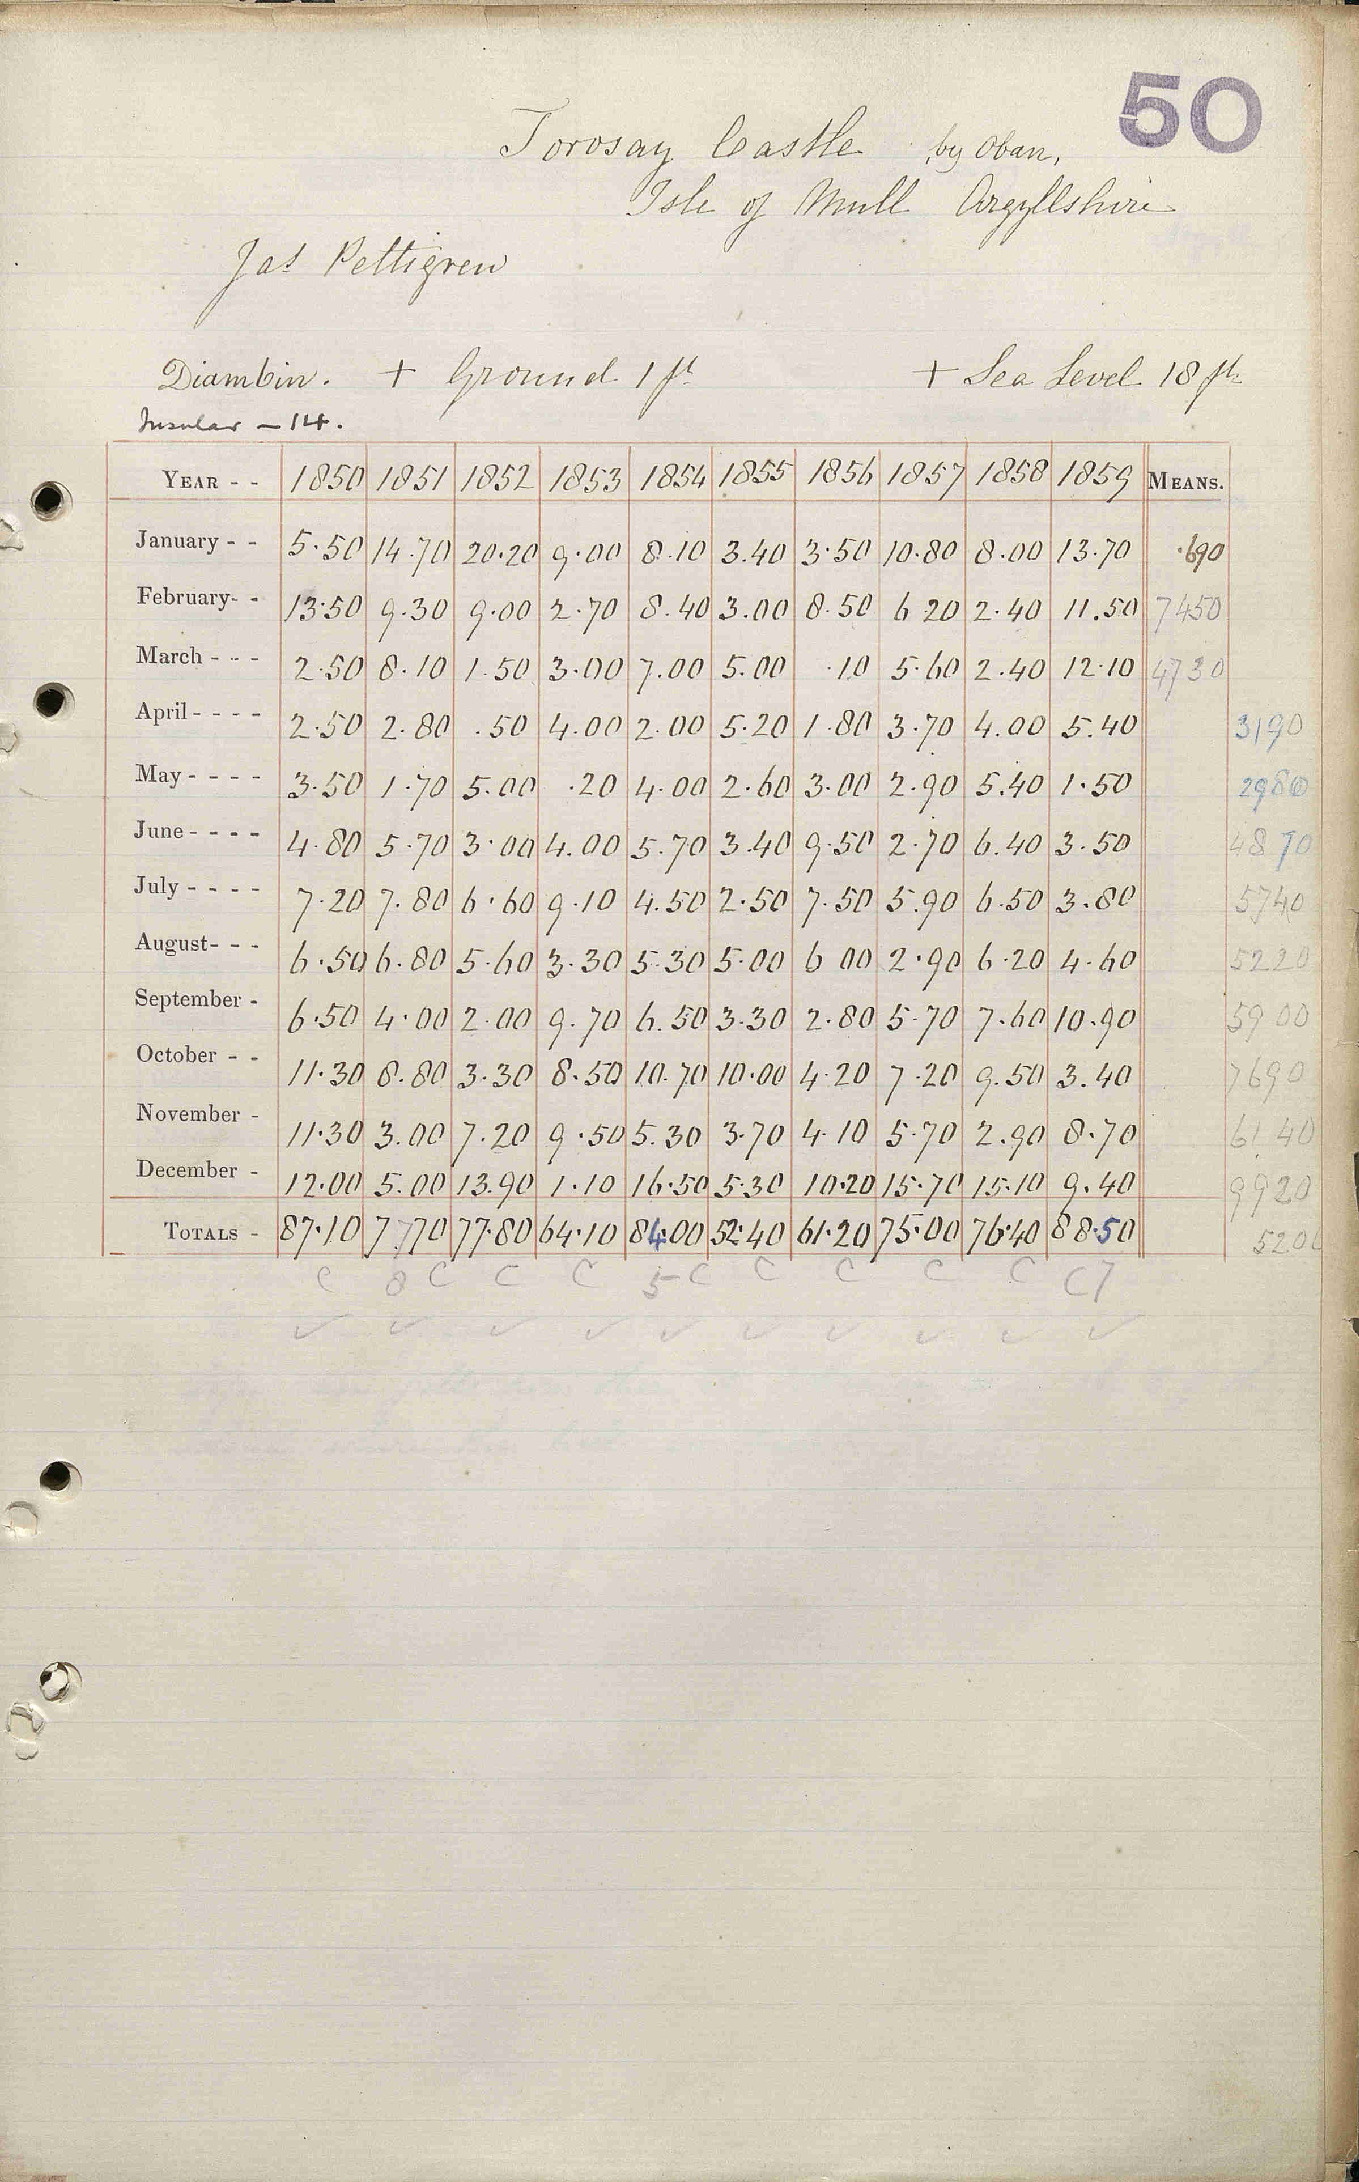 50
Torosay Castle by Oban,
Isle of Mull Argyllshire
Jas Pettigrew
Diam 6 in. + Ground 1 ft + Sea Level 18 ft
Insular - 14.
YEAR - - 1850 1851 1852 1853 1854 1855 1856 1857 1858 1859 MEANS.
January - - 5.50 14.70 20.20 9.00 8.10 3.40 3.50 10.80 8.00 13.70 .690
February- - 13.50 9.30 9.00 2.70 8.40 3.00 8.50 6.20 2.40 11.50 7450
March - - - 2.50 8.10 1.50 3.00 7.00 5.00 .10 5.60 2.40 12.10 4730
April - - - - 2.50 2.80 .50 4.00 2.00 5.20 1.80 3.70 4.00 5.40 3190
May - - - - 3.50 1.70 5.00 .20 4.00 2.60 3.00 2.90 5.40 1.50 2980
June - - - - 4.80 5.70 3.00 4.00 5.70 3.40 9.50 2.70 6.40 3.50 4870
July - - - - 7.20 7.80 6.60 9.10 4.50 2.50 7.50 5.90 6.50 3.80 5740
August- - - 6.50 6.80 5.60 3.30 5.30 5.00 6.00 2.90 6.20 4.60 5220
September - 6.50 4.00 2.00 9.70 6.50 3.30 2.80 5.70 7.60 10.90 5900
October - - 11.30 8.80 3.30 8.50 10.70 10.00 4.20 7.20 9.50 3.40 7690
November - 11.30 3.00 7.20 9.50 5.30 3.70 4.10 5.70 2.90 8.70 6140
December - 12.00 5.00 13.90 1.10 16.50 5.30 10.20 15.70 15.10 9.40 9920
TOTALS - 87.10 77.70 77.80 64.10 84.00 52.40 61.20 75.00 76.40 88.50
C 8 C C C 5 C C C C C C7